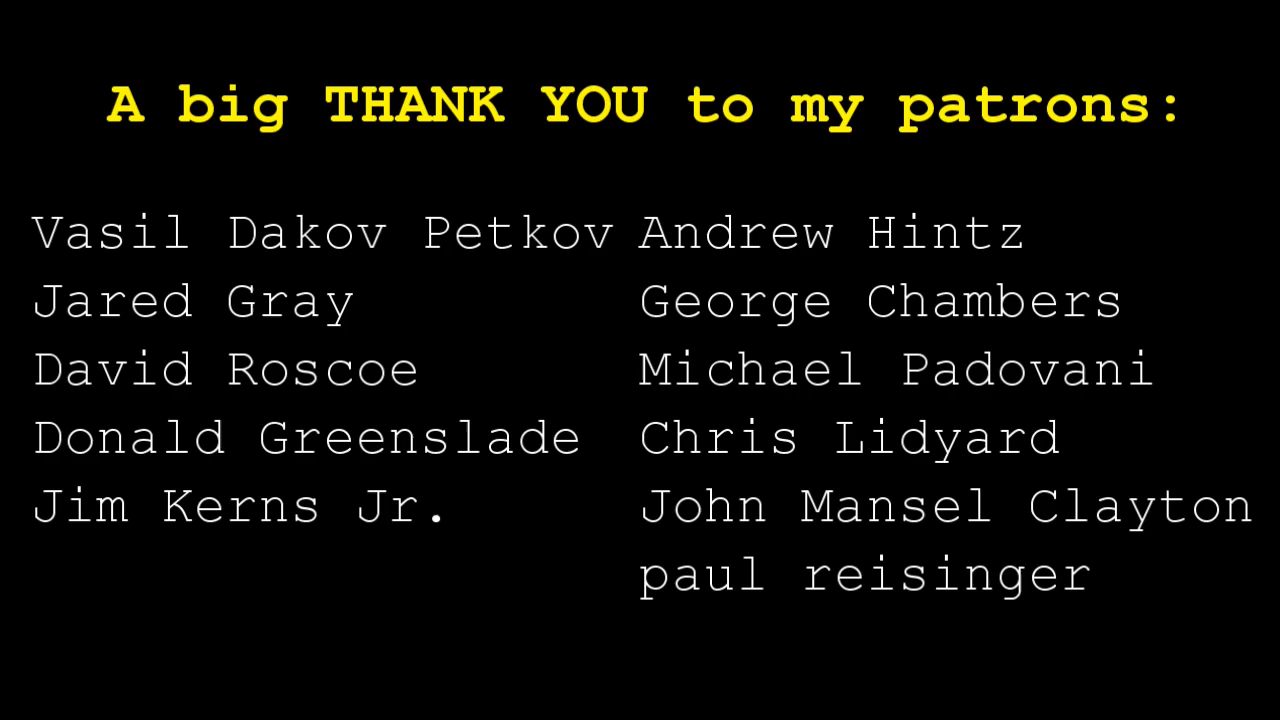 A big THANK YOU to my patrons:
Vasil Dakov Petkov
Jared Gray
David Roscoe
Donald Greenslade
Jim Kerns Jr.
Andrew Hintz
George Chambers
Michael Padovani
Chris Lidyard
John Mansel Clayton
paul reisinger